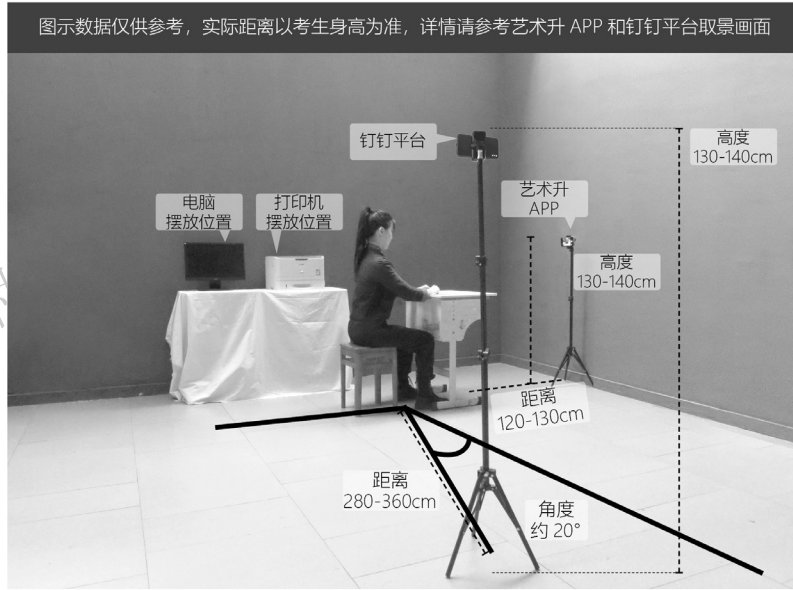 图示数据仅供参考，实际距离以考生身高为准，详情请参考艺术升 APP 和钉钉平台取景画面
钉钉平台
高度
130-140cm
艺术升
APP
电脑
摆放位置
打印机
摆放位置
高度
130-140cm
距离
120-130cm
距离
280-360cm
角度
约 20°